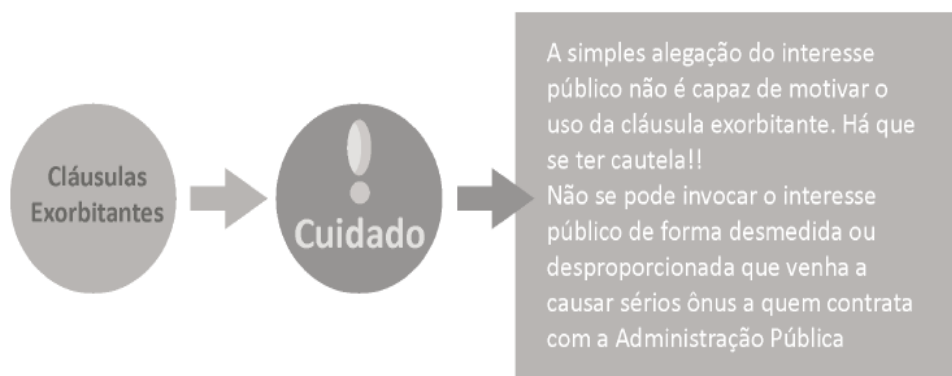 Cláusulas
Exorbitantes
Cuidado
A simples alegação do interesse
público não é capaz de motivar o
uso da cláusula exorbitante. Há que
se ter cautela!!
Não se pode invocar o interesse
público de forma desmedida ou
desproporcionada que venha a
causar sérios ônus a quem contrata
com a Administração Pública